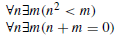 ∀n∃m(n² < m)
∀n∃m(n + m = 0)